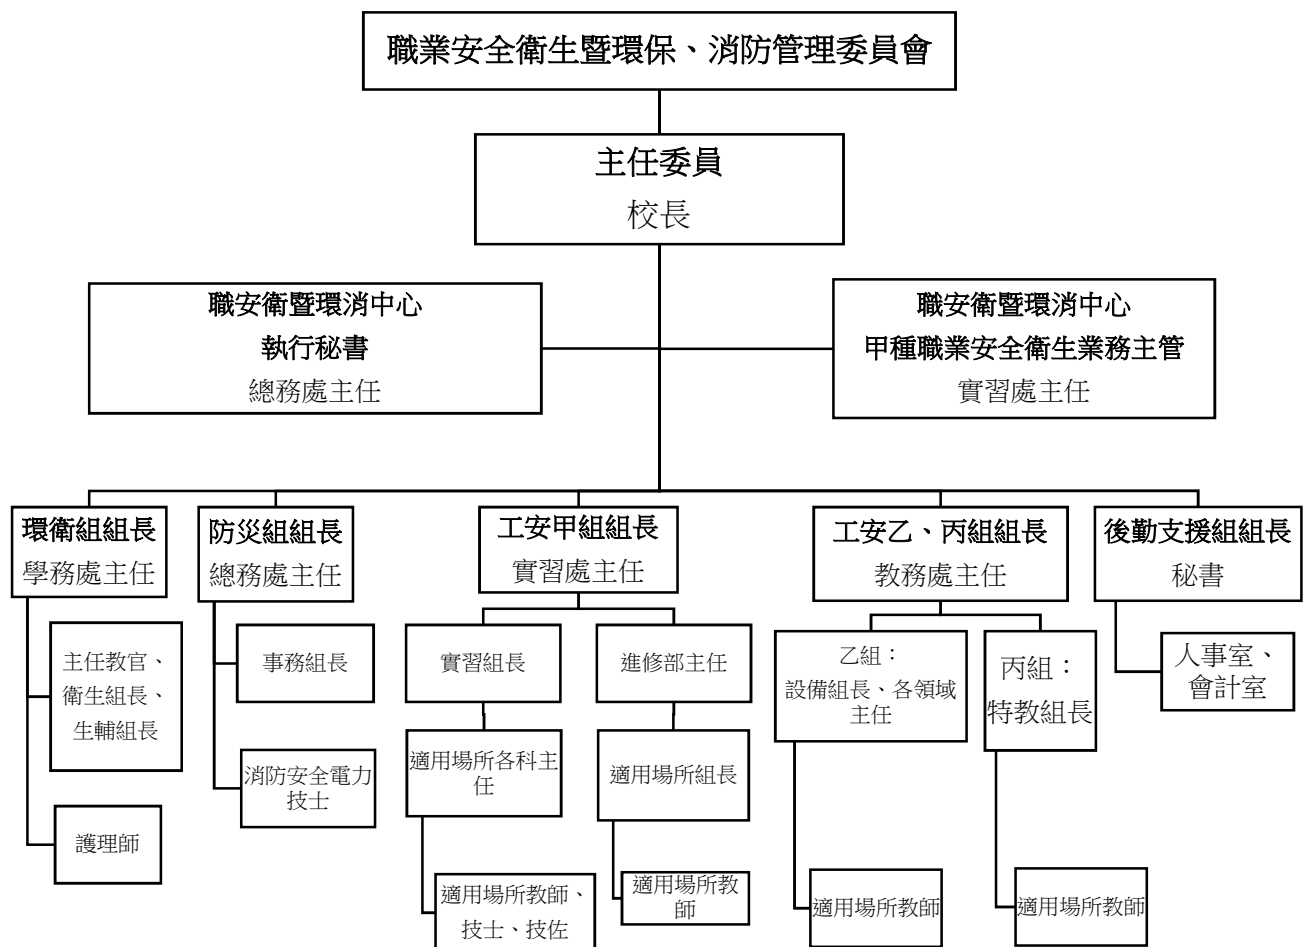 職業安全衛生暨環保、消防管理委員會
主任委員
校長
職安衛暨環消中心
執行秘書
總務處主任
職安衛暨環消中心
甲種職業安全衛生業務主管
實習處主任
環衛組組長
學務處主任
防災組組長
總務處主任
工安甲組組長
實習處主任
工安乙、丙組組長
教務處主任
後勤支援組組長
秘書
主任教官、
衛生組長、
生輔組長
事務組長
實習組長
進修部主任
乙組：
設備組長、各領域
主任
丙組：
特教組長
人事室、
會計室
消防安全電力
技士
適用場所各科主
任
適用場所組長
護理師
適用場所教師、
技士、技佐
適用場所教
師
適用場所教師
適用場所教師